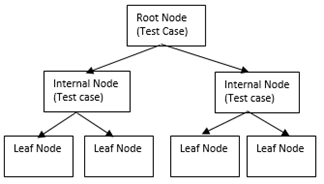 Root Node
(Test Case)
Internal Node
(Test case)
Internal Node
(Test case)
Leaf Node
Leaf Node
Leaf Node
Leaf Node